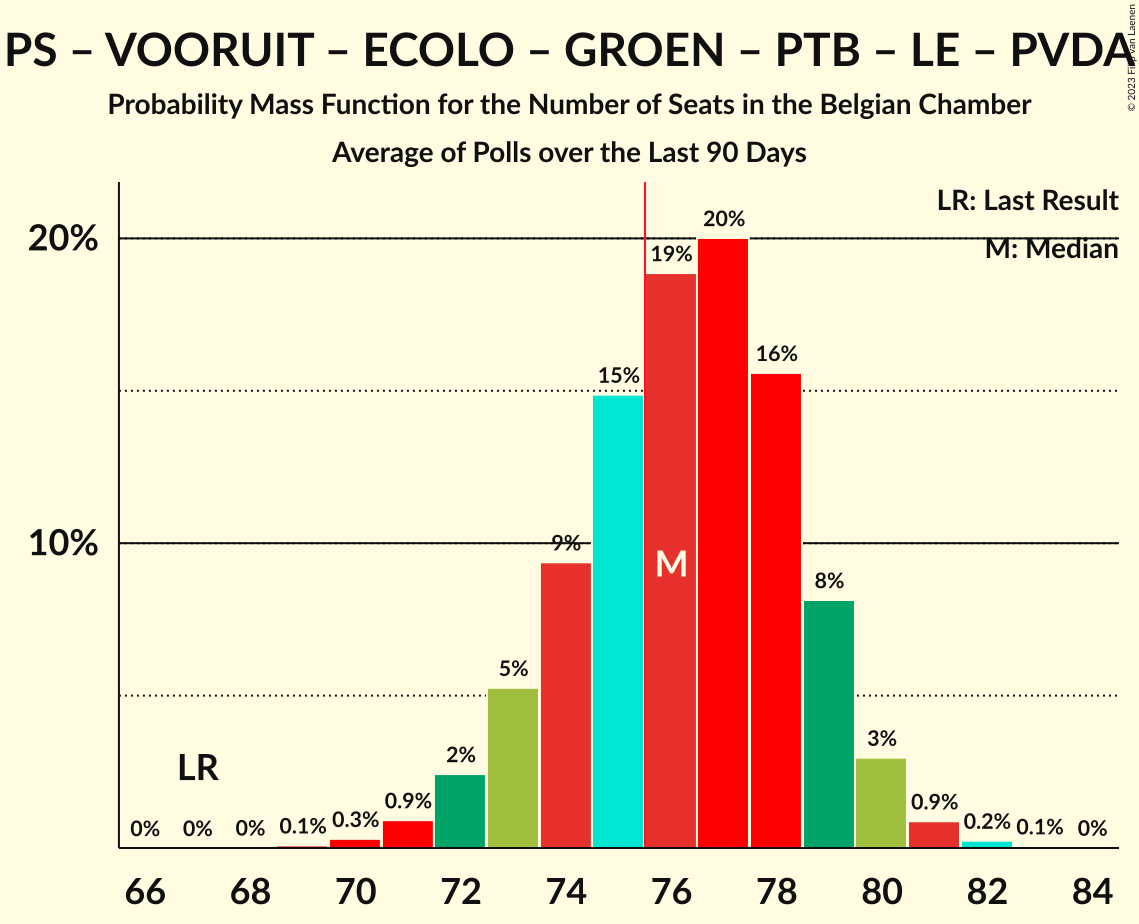 PS – VOORUIT – ECOLO – GROEN – PTB – LE – PVDA
© 2023 Filip van Laenen
Probability Mass Function for the Number of Seats in the Belgian Chamber
Average of Polls over the Last 90 Days
LR: Last Result
M: Median
20%
10%
0% 0% 0% 0.1% 0.3% 0.9% 2% 5% 9% 15% 19% 20% 16% 8% 3% 0.9% 0.2% 0.1% 0%
LR
M
66 68 70 72 74 76 78 80 82 84